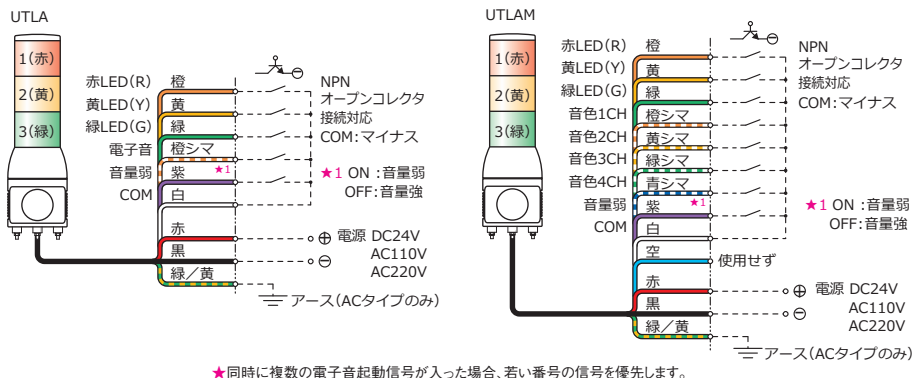 UTLA
1(赤)
2(黄)
3(緑)
赤LED(R) 橙
黄LED(Y) 黄
緑LED(G) 緑
電子音 橙シマ
音量弱 紫 ★1
COM 白
赤
黒
緑／黄
NPN
オープンコレクタ
接続対応
COM:マイナス
★1 ON :音量弱
OFF:音量強
⊕ 電源 DC24V
⊖ AC110V
AC220V
アース(ACタイプのみ)
UTLAM
1(赤)
2(黄)
3(緑)
赤LED(R) 橙
黄LED(Y) 黄
緑LED(G) 緑
音色1CH 橙シマ
音色2CH 黄シマ
音色3CH 緑シマ
音色4CH 青シマ
音量弱 紫 ★1
COM 白
空 使用せず
赤
黒
緑／黄
NPN
オープンコレクタ
接続対応
COM:マイナス
★1 ON :音量弱
OFF:音量強
⊕ 電源 DC24V
⊖ AC110V
AC220V
アース(ACタイプのみ)
★同時に複数の電子音起動信号が入った場合、若い番号の信号を優先します。